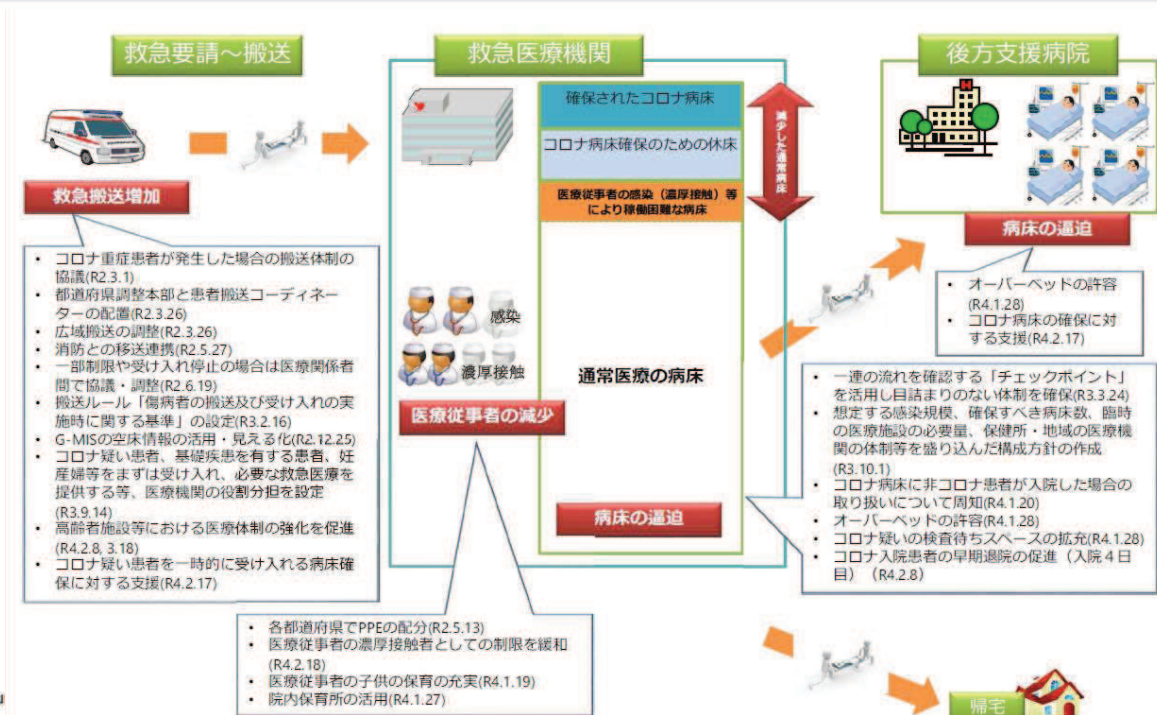 救急要請～搬送
救急搬送増加
・ コロナ重症患者が発生した場合の搬送体制の
協議(R2.3.1)
・ 都道府県調整本部と患者搬送コーディネー
ターの配置(R2.3.26)
・ 広域搬送の調整(R2.3.26)
・ 消防との移送連携(R2.5.27)
・ 一部制限や受け入れ停止の場合は医療関係者
間で協議・調整(R2.6.19)
・ 搬送ルール「傷病者の搬送及び受け入れの実
施時に関する基準」の設定(R3.2.16)
・ G-MISの空床情報の活用・見える化(R2.12.25)
・ コロナ疑い患者、基礎疾患を有する患者、妊
産婦等をまずは受け入れ、必要な救急医療を
提供する等、医療機関の役割分担を設定
(R3.9.14)
・ 高齢者施設等における医療体制の強化を促進
(R4.2.8, 3.18)
・ コロナ疑い患者を一時的に受け入れる病床確
保に対する支援(R4.2.17)
救急医療機関
確保されたコロナ病床
コロナ病床確保のための休床
医療従事者の感染（濃厚接触）等
により稼働困難な病床
減少した通常病床
感染
濃厚接触
通常医療の病床
医療従事者の減少
病床の逼迫
・ 各都道府県でPPEの配分(R2.5.13)
・ 医療従事者の濃厚接触者としての制限を緩和
(R4.2.18)
・ 医療従事者の子供の保育の充実(R4.1.19)
・ 院内保育所の活用(R4.1.27)
後方支援病院
H
病床の逼迫
・ オーバーベッドの許容
(R4.1.28)
・ コロナ病床の確保に対
する支援(R4.2.17)
・ 一連の流れを確認する「チェックポイント」
を活用し目詰まりのない体制を確保(R3.3.24)
・ 想定する感染規模、確保すべき病床数、臨時
の医療施設の必要量、保健所・地域の医療機
関の体制等を盛り込んだ構成方針の作成
(R3.10.1)
・ コロナ病床に非コロナ患者が入院した場合の
取り扱いについて周知(R4.1.20)
・ オーバーベッドの許容(R4.1.28)
・ コロナ疑いの検査待ちスペースの拡充(R4.1.28)
・ コロナ入院患者の早期退院の促進（入院４日
目）（R4.2.8）
帰宅